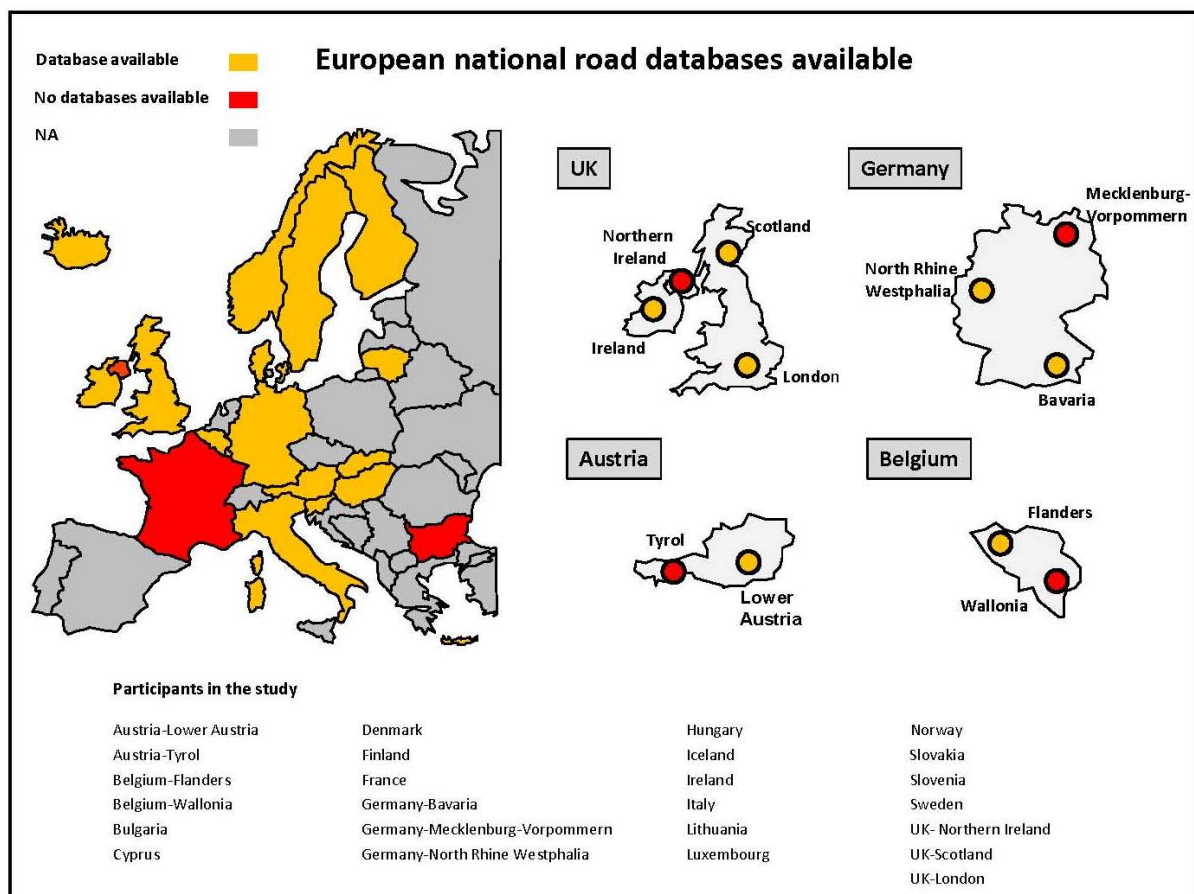 European national road databases available
Database available
No databases available
NA
UK
Northern
Ireland
Scotland
Ireland
London
Germany
Mecklenburg-
Vorpommern
North Rhine
Westphalia
Bavaria
Austria
Tyrol
Lower
Austria
Belgium
Flanders
Wallonia
Participants in the study
Austria-Lower Austria
Austria-Tyrol
Belgium-Flanders
Belgium-Wallonia
Bulgaria
Cyprus
Denmark
Finland
France
Germany-Bavaria
Germany-Mecklenburg-Vorpommern
Germany-North Rhine Westphalia
Hungary
Iceland
Ireland
Italy
Lithuania
Luxembourg
Norway
Slovakia
Slovenia
Sweden
UK- Northern Ireland
UK-Scotland
UK-London